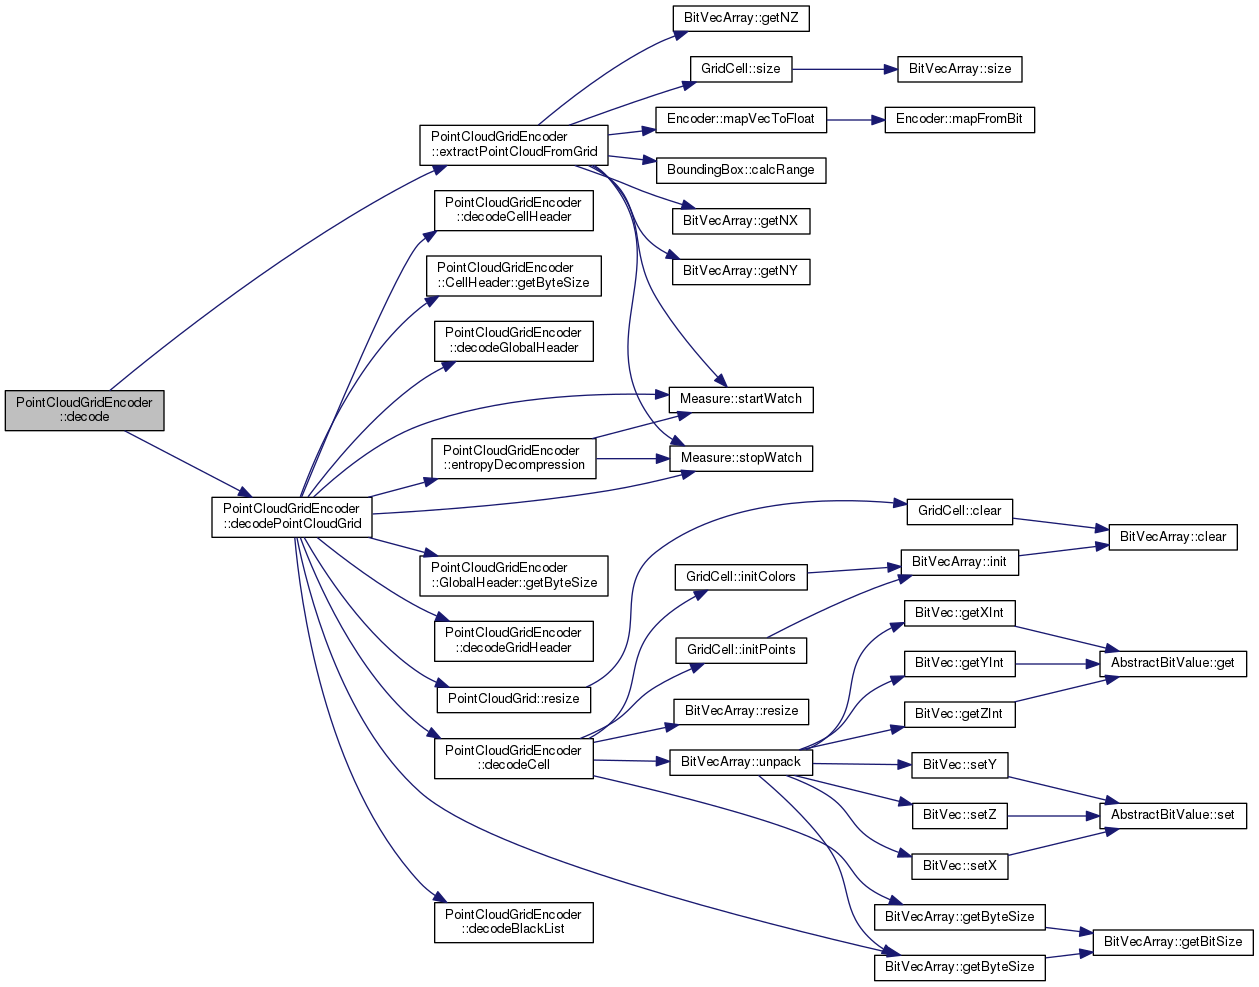 BitVecArray::getNZ
GridCell::size
BitVecArray::size
PointCloudGridEncoder
::extractPointCloudFromGrid
Encoder::mapVecToFloat
Encoder::mapFromBit
BoundingBox::calcRange
PointCloudGridEncoder
::decodeCellHeader
BitVecArray::getNX
PointCloudGridEncoder
::CellHeader::getByteSize
BitVecArray::getNY
PointCloudGridEncoder
::decodeGlobalHeader
PointCloudGridEncoder
::decode
Measure::startWatch
PointCloudGridEncoder
::entropyDecompression
Measure::stopWatch
PointCloudGridEncoder
::decodePointCloudGrid
GridCell::clear
BitVecArray::clear
PointCloudGridEncoder
::GlobalHeader::getByteSize
GridCell::initColors
BitVecArray::init
BitVec::getXInt
PointCloudGridEncoder
::decodeGridHeader
GridCell::initPoints
BitVec::getYInt
AbstractBitValue::get
PointCloudGrid::resize
BitVecArray::resize
BitVec::getZInt
PointCloudGridEncoder
::decodeCell
BitVecArray::unpack
BitVec::setY
BitVec::setZ
AbstractBitValue::set
BitVec::setX
PointCloudGridEncoder
::decodeBlackList
BitVecArray::getByteSize
BitVecArray::getBitSize
BitVecArray::getByteSize